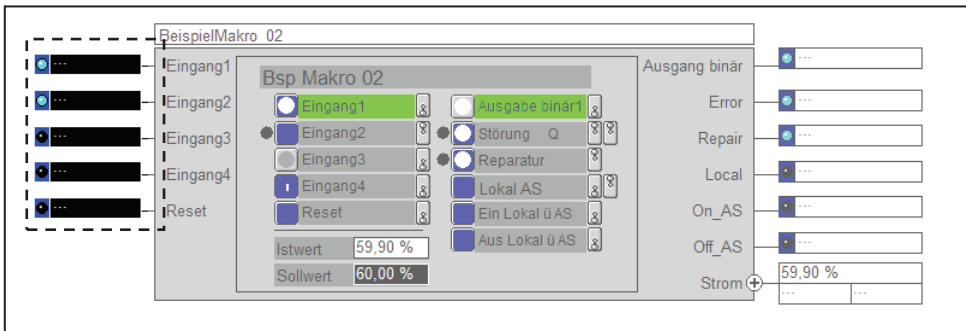 BeispielMakro 02
---
---
---
---
---
Eingang1
Eingang2
Eingang3
Eingang4
Reset
Bsp Makro 02
Eingang1
Eingang2
Eingang3
Eingang4
Reset
Istwert 59,90 %
Sollwert 60,00 %
Ausgabe binär1
Störung Q
Reparatur
Lokal AS
Ein Lokal ü AS
Aus Lokal ü AS
Ausgang binär
Error
Repair
Local
On_AS
Off_AS
Strom
---
---
---
---
---
---
59,90 %
--- ---